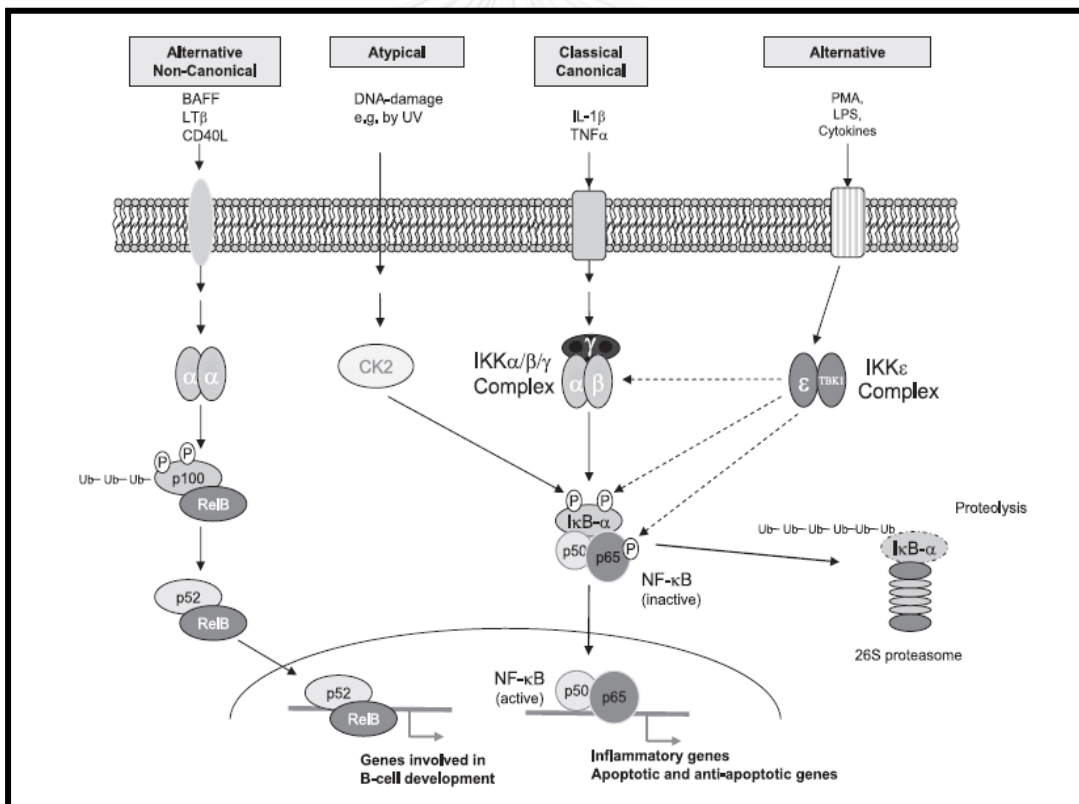 Alternative
Non-Canonical
Atypical
Classical
Canonical
Alternative
BAFF
LTβ
CD40L
DNA-damage
e.g. by UV
IL-1β
TNFα
PMA,
LPS,
Cytokines
α α
CK2
IKKα/β/γ
Complex
γ
α β
ε TBK1
IKKε
Complex
P P
Ub– Ub– Ub–
p100
RelB
P P
IκB-α
p50
p65
P
NF-κB
(inactive)
Ub– Ub– Ub– Ub– Ub– Ub
Proteolysis
IκB-α
26S proteasome
p52
RelB
p52
RelB
NF-κB
(active)
p50
p65
Genes involved in
B-cell development
Inflammatory genes
Apoptotic and anti-apoptotic genes